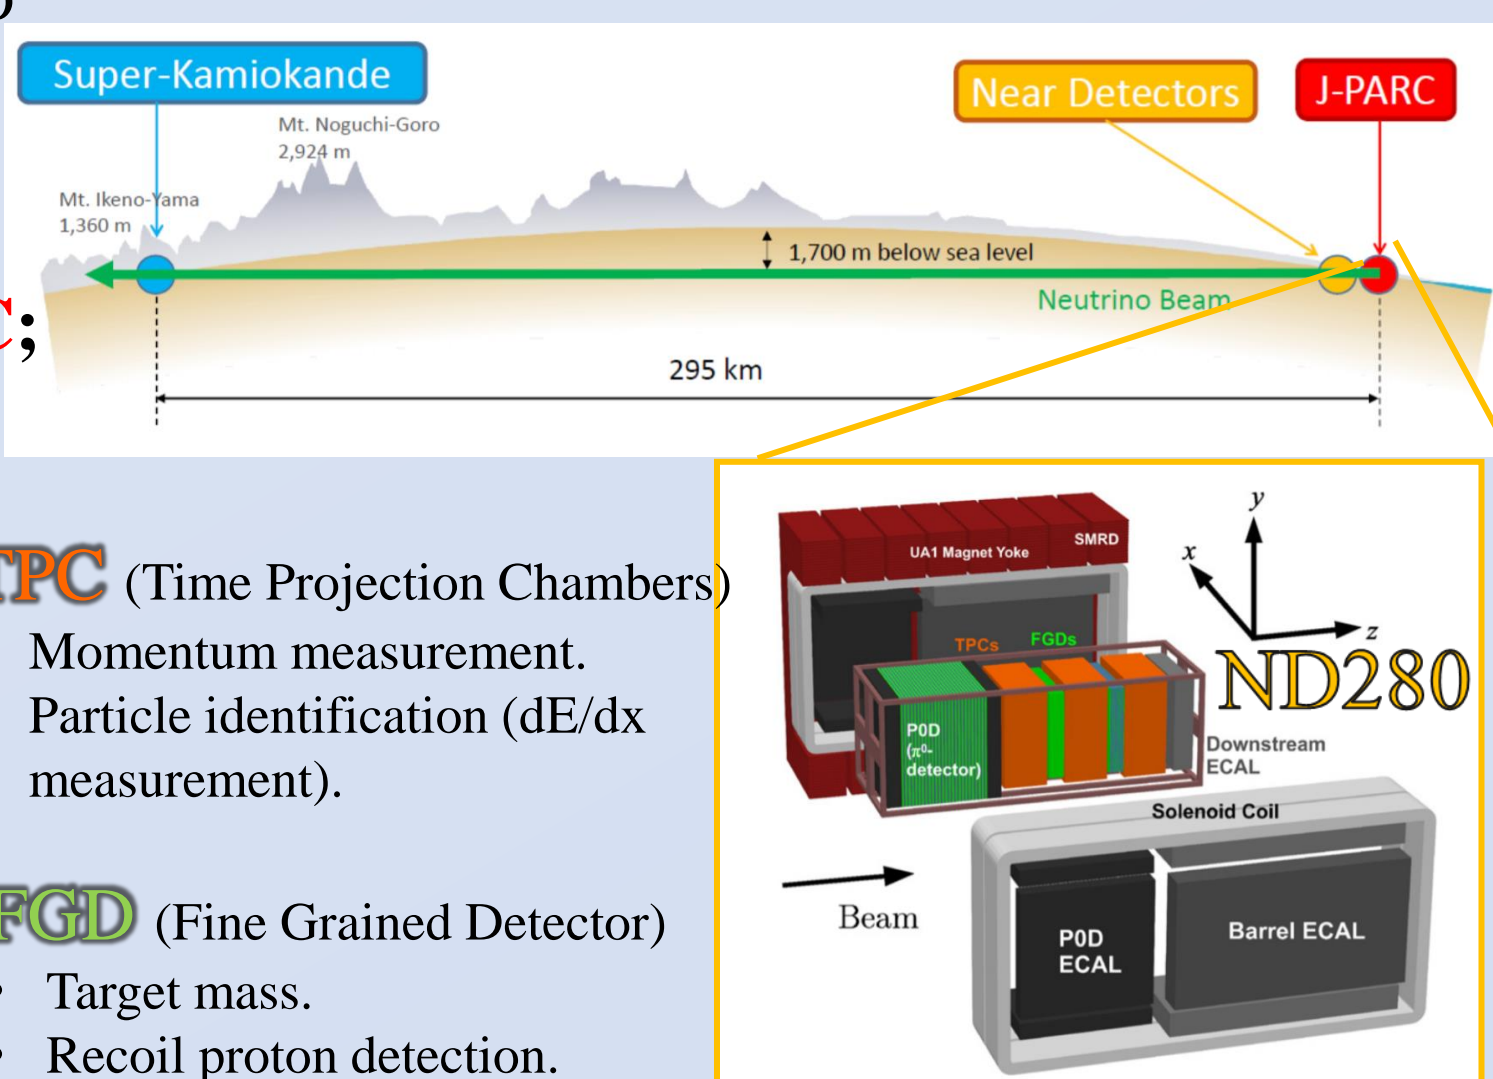 Super-Kamiokande
Near Detectors
J-PARC
Mt. Noguchi-Goro
2,924 m
Mt. Ikeno-Yama
1,360 m
1,700 m below sea level
Neutrino Beam
C;
295 km
TPC (Time Projection Chambers)
Momentum measurement.
Particle identification (dE/dx
measurement).
FGD (Fine Grained Detector)
• Target mass.
• Recoil proton detection.
UA1 Magnet Yoke
SMRD
y
x
z
TPCs
FGDs
ND280
P0D
(π⁰-
detector)
Downstream
ECAL
Solenoid Coil
Beam
P0D
ECAL
Barrel ECAL